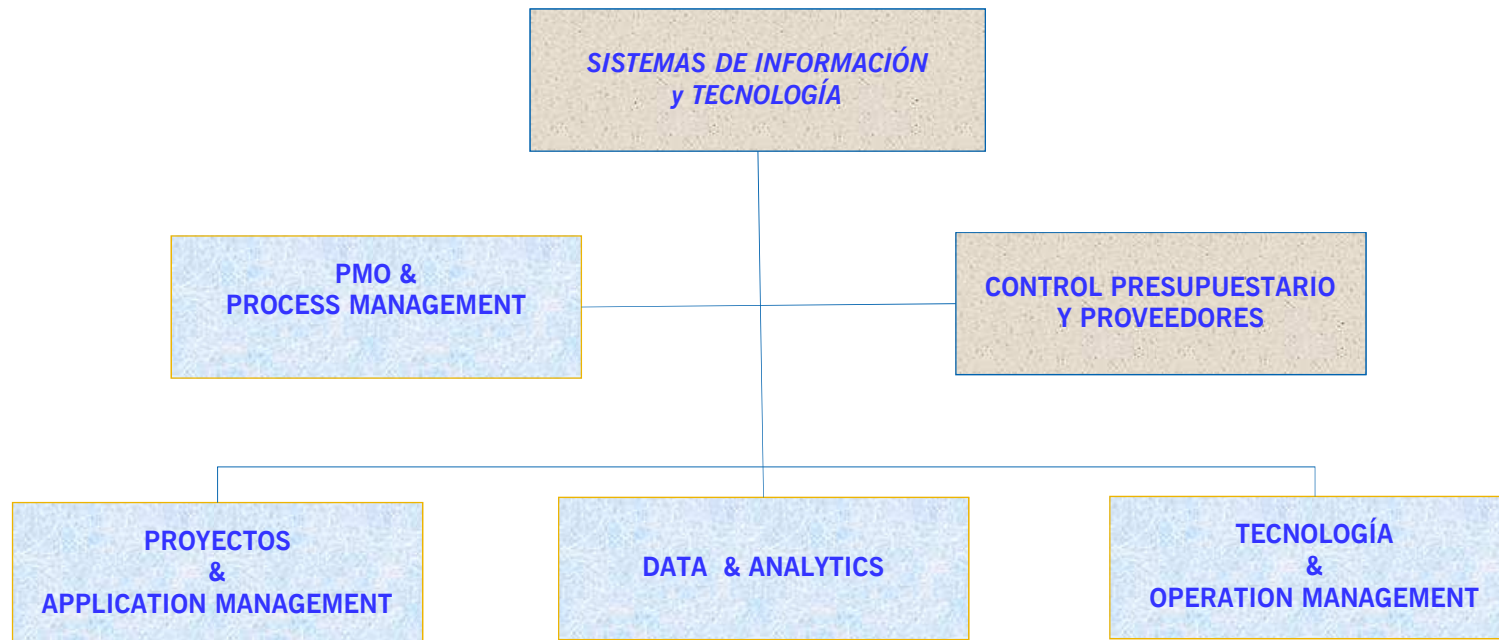 SISTEMAS DE INFORMACIÓN
y TECNOLOGÍA
PMO &
PROCESS MANAGEMENT
CONTROL PRESUPUESTARIO
Y PROVEEDORES
PROYECTOS
&
APPLICATION MANAGEMENT
DATA & ANALYTICS
TECNOLOGÍA
&
OPERATION MANAGEMENT